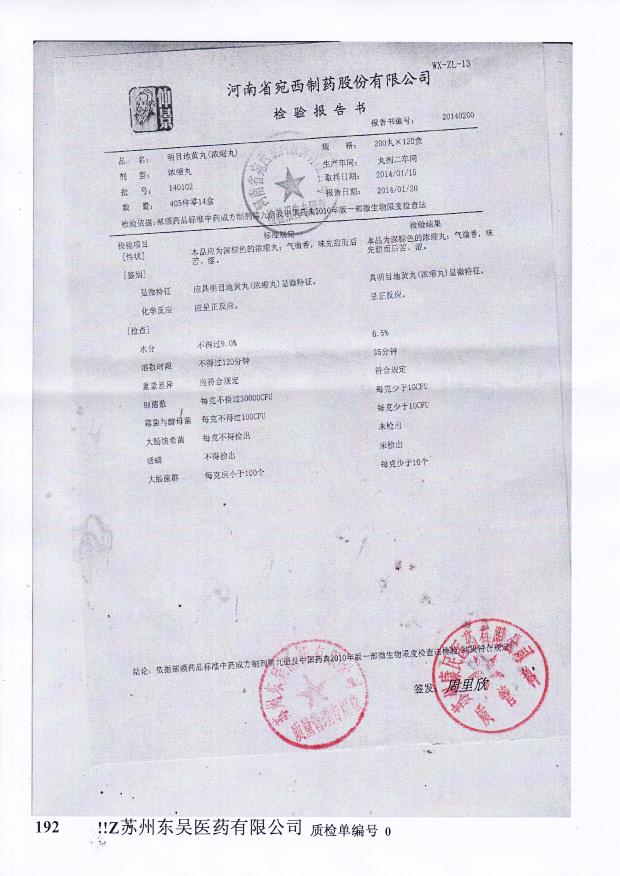 WX-ZL-13
仲景
河南省宛西制药股份有限公司
检验报告书
报告书编号: 20140200
品 名: 明目地黄丸(浓缩丸) 规 格: 200丸×120盒
剂 型: 浓缩丸 生产车间: 丸剂二车间
批 号: 140102 取样日期: 2014/01/15
数 量: 405件零14盒 报告日期: 2014/01/20
检验依据: 部颁药品标准中药成方制剂第九册及中国药典2010年版一部微生物限度检查法
检验项目 标准规定 检验结果
[性状] 本品应为深棕色的浓缩丸; 气微香, 味先甜而后 本品为深棕色的浓缩丸; 气微香, 味
苦、涩。 先甜而后苦、涩。
[鉴别]
显微特征 应具明目地黄丸(浓缩丸)显微特征。 具明目地黄丸(浓缩丸)显微特征。
化学反应 应呈正反应。 呈正反应。
[检查]
水分 不得过9.0% 6.5%
溶散时限 不得过120分钟 35分钟
重量差异 应符合规定 符合规定
细菌数 每克不得过30000CFU 每克少于10CFU
霉菌与酵母菌 每克不得过100CFU 每克少于10CFU
大肠埃希菌 每克不得检出 未检出
活螨 不得检出 未检出
大肠菌群 每克应小于100个 每克少于10个
结论: 依据部颁药品标准中药成方制剂第九册及中国药典2010年版一部微生物限度检查法检验, 结果符合规定
签发: 周里欣
192 !!Z苏州东吴医药有限公司 质检单编号 0